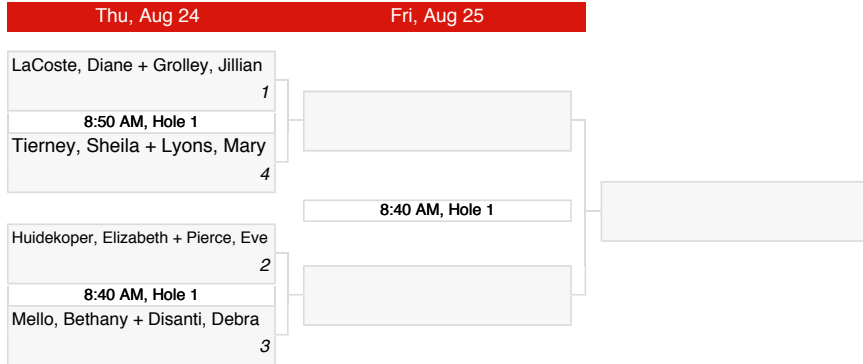 Thu, Aug 24
Fri, Aug 25
LaCoste, Diane + Grolley, Jillian
1
8:50 AM, Hole 1
Tierney, Sheila + Lyons, Mary
4
8:40 AM, Hole 1
Huidekoper, Elizabeth + Pierce, Eve
2
8:40 AM, Hole 1
Mello, Bethany + Disanti, Debra
3